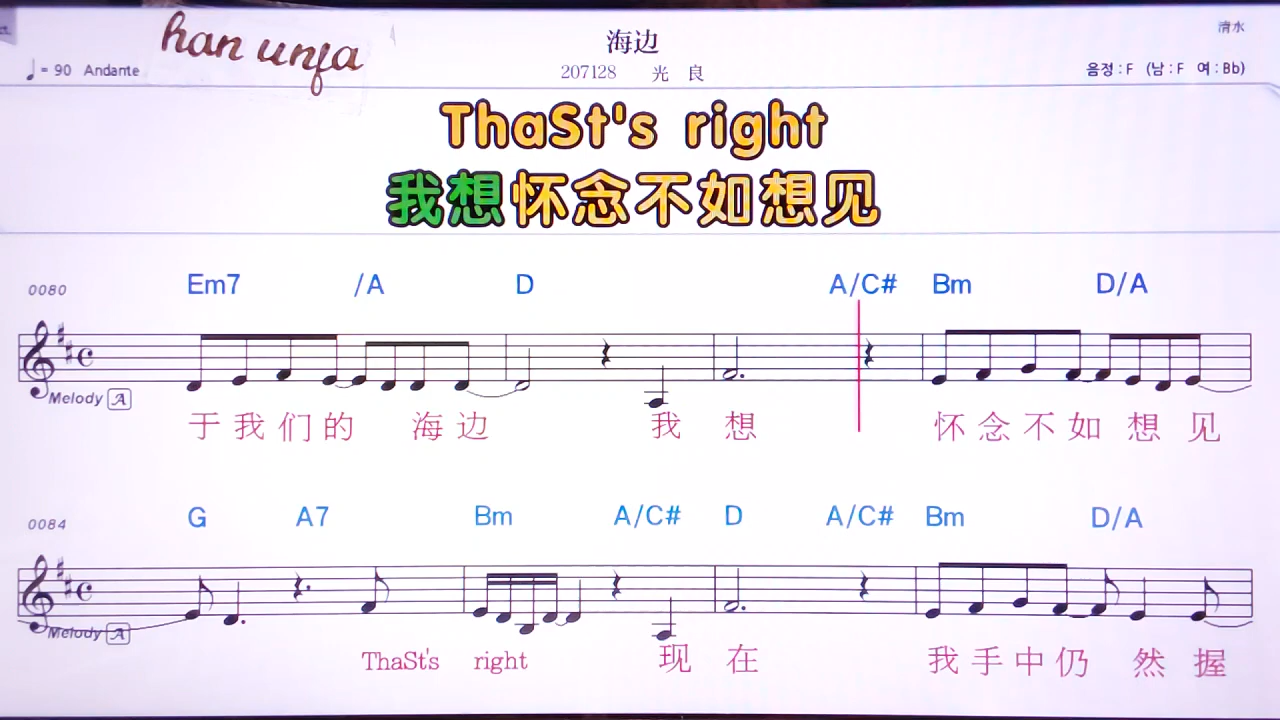 han unja
海边
清水
♩= 90 Andante
207128 光 良
음정 : F (남 : F 여 : Bb)
ThaSt's right
我想怀念不如想见
0080 Em7 /A D A/C# Bm D/A
Melody A
于 我 们 的 海 边 我 想 怀 念 不 如 想 见
0084 G A7 Bm A/C# D A/C# Bm D/A
Melody A
ThaSt's right 现 在 我 手 中 仍 然 握